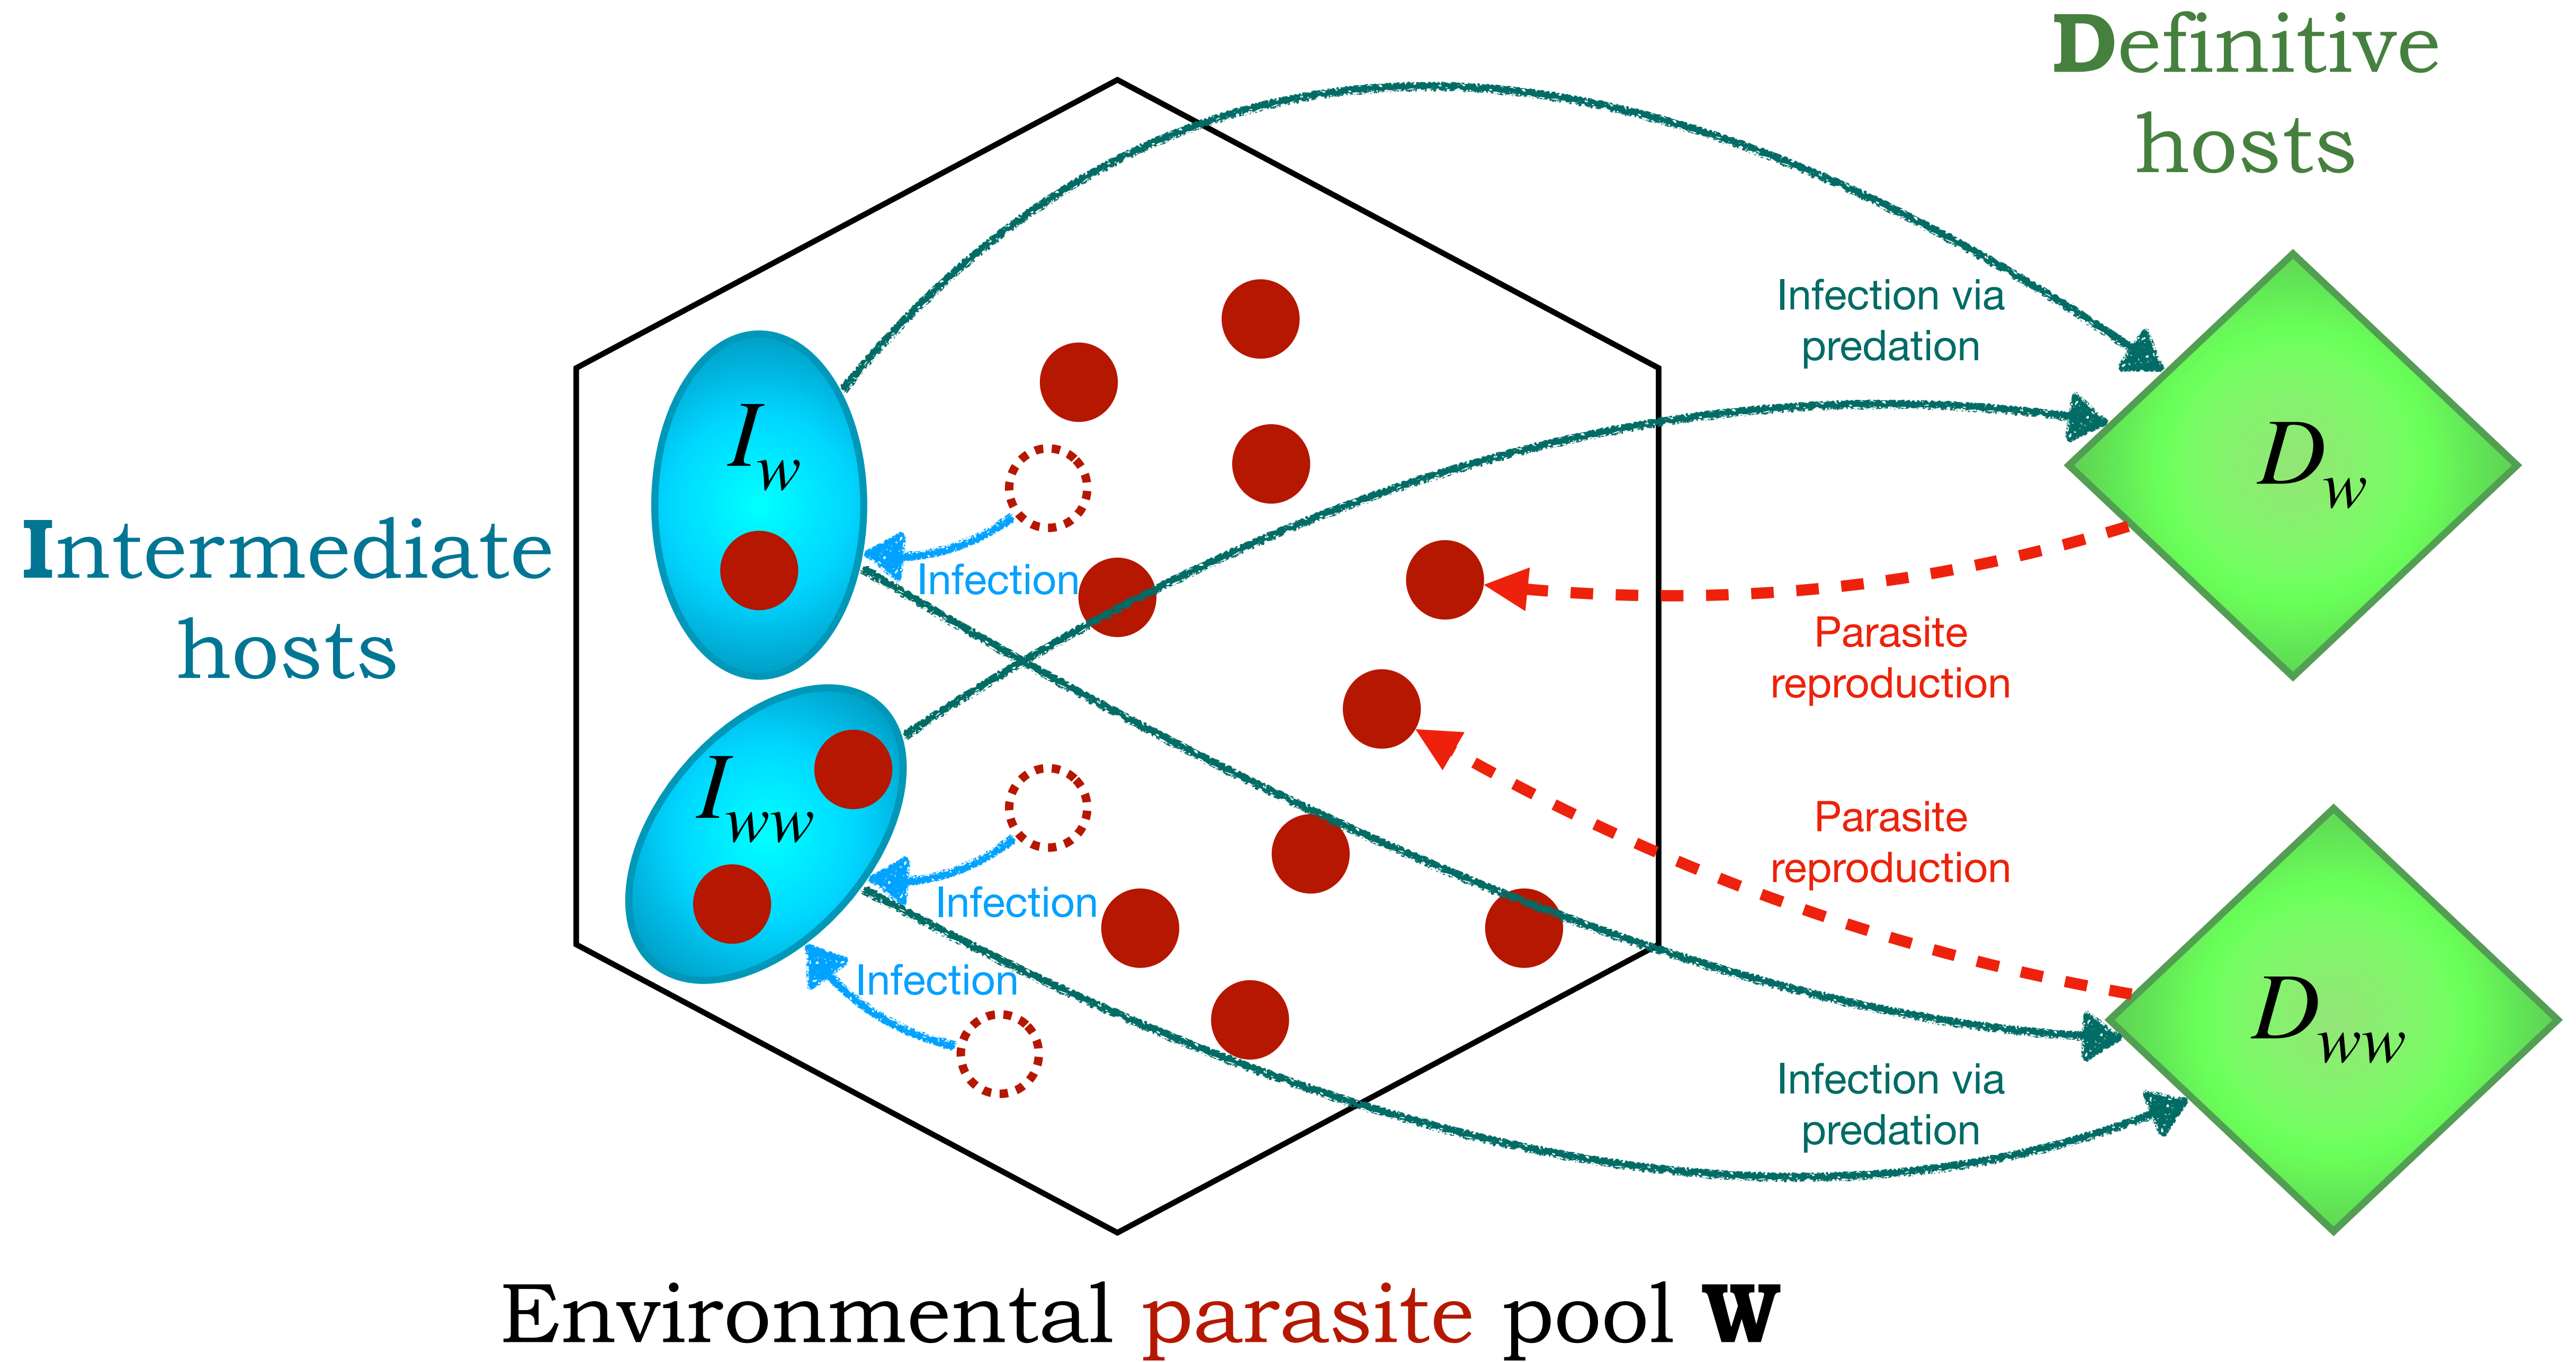 Definitive
hosts
Infection via
predation
I_w
D_w
Intermediate
hosts
Infection
Parasite
reproduction
I_ww
Infection
Parasite
reproduction
Infection
D_ww
Infection via
predation
Environmental parasite pool W